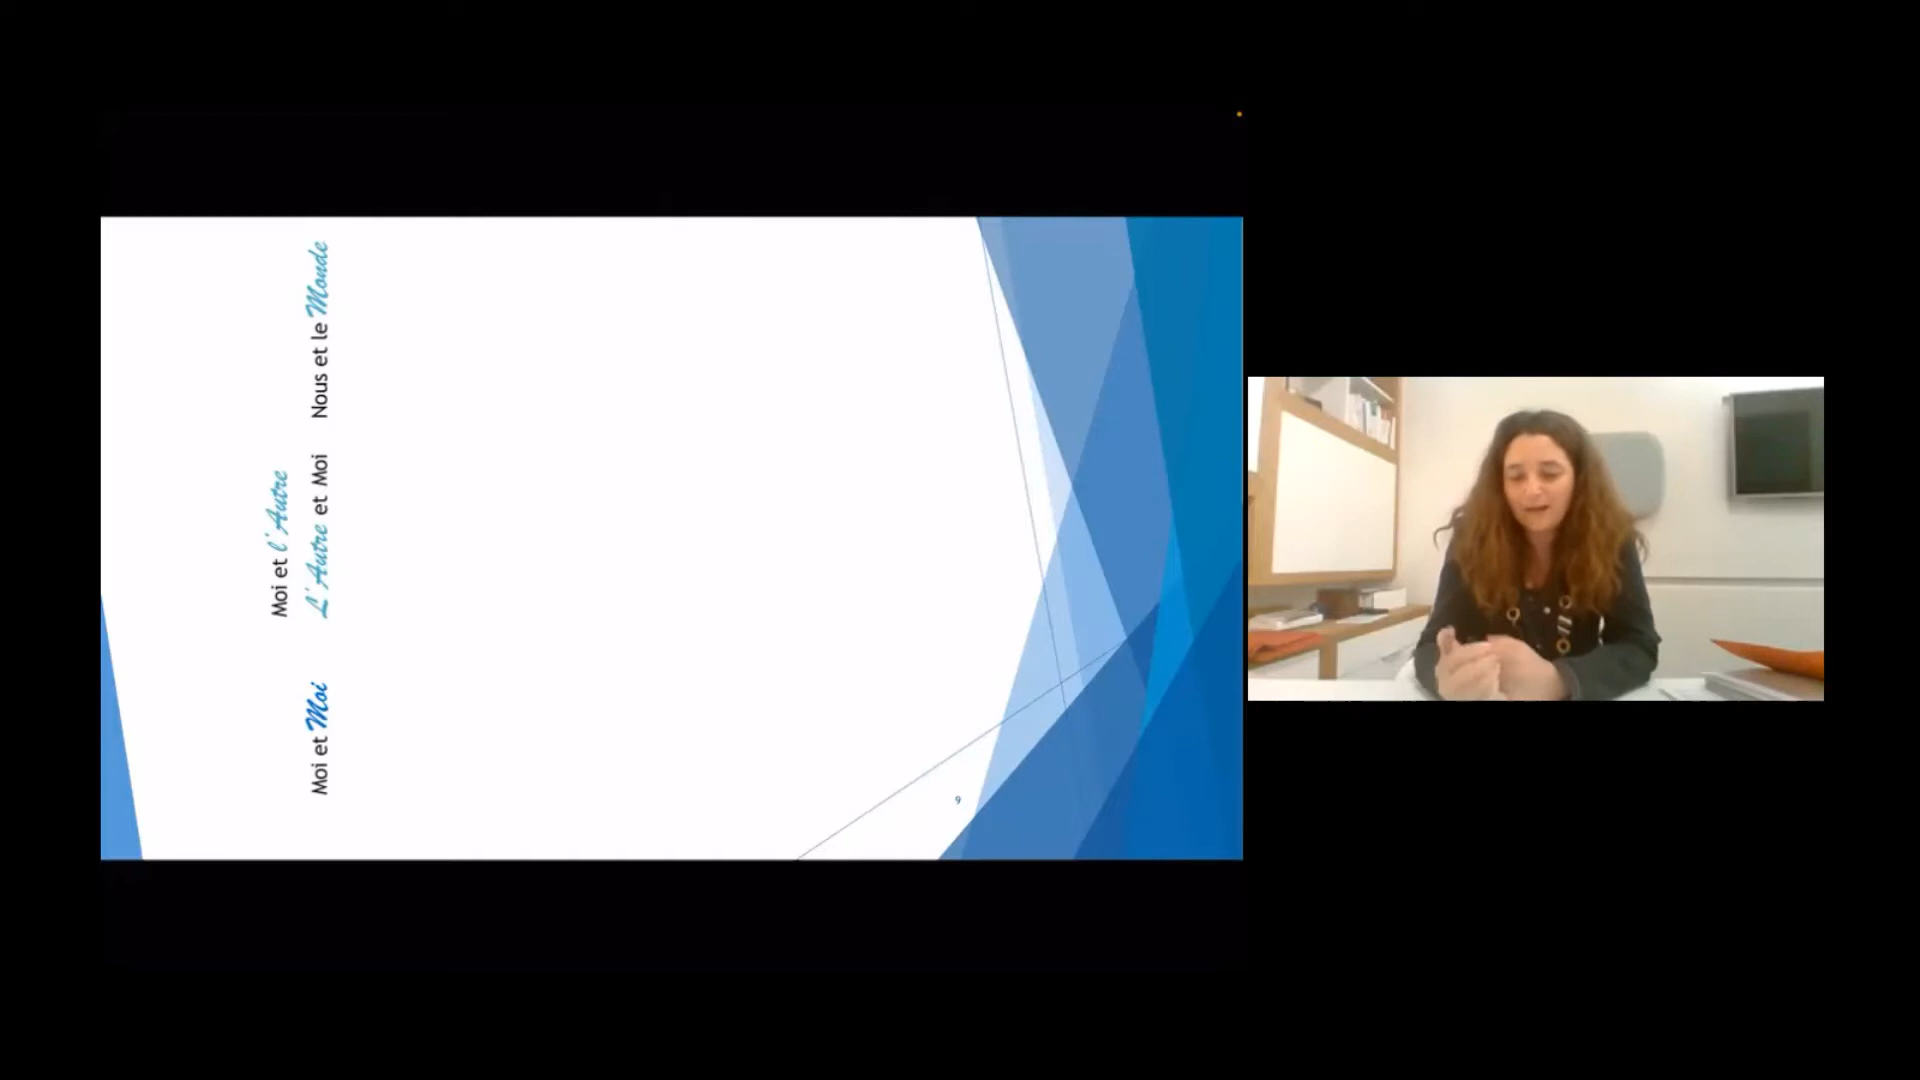 Moi et Moi
Moi et l'Autre
L'Autre et Moi
Nous et le Monde
9